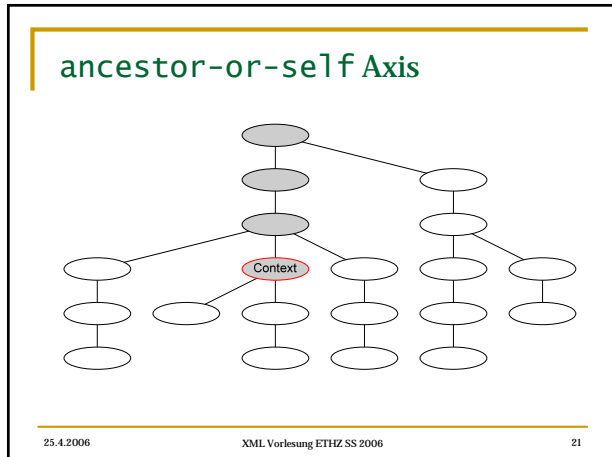 ancestor-or-self Axis
Context
25.4.2006 XML Vorlesung ETHZ SS 2006 21